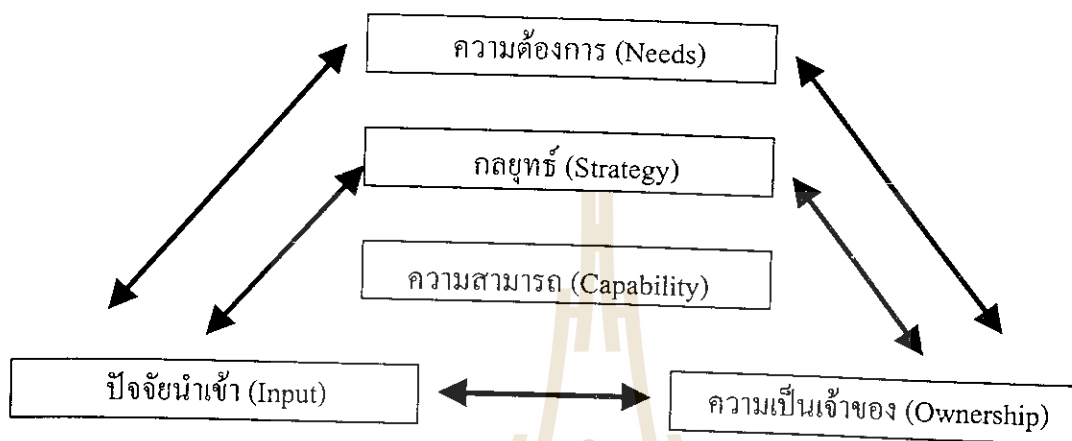 ความต้องการ (Needs)
กลยุทธ์ (Strategy)
ความสามารถ (Capability)
ปัจจัยนำเข้า (Input)
ความเป็นเจ้าของ (Ownership)